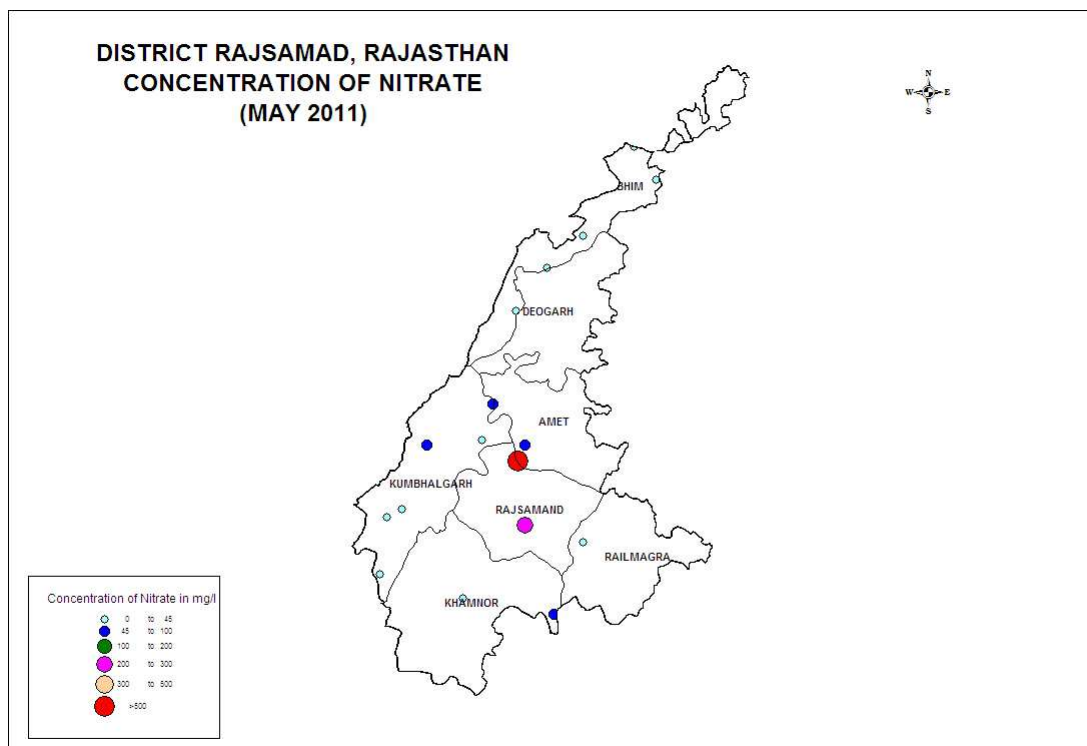 DISTRICT RAJSAMAD, RAJASTHAN
CONCENTRATION OF NITRATE
(MAY 2011)
N
W E
S
BHIM
DEOGARH
AMET
KUMBHALGARH
RAJSAMAND
RAILMAGRA
KHAMNOR
Concentration of Nitrate in mg/l
0 to 45
45 to 100
100 to 200
200 to 300
300 to 500
>500